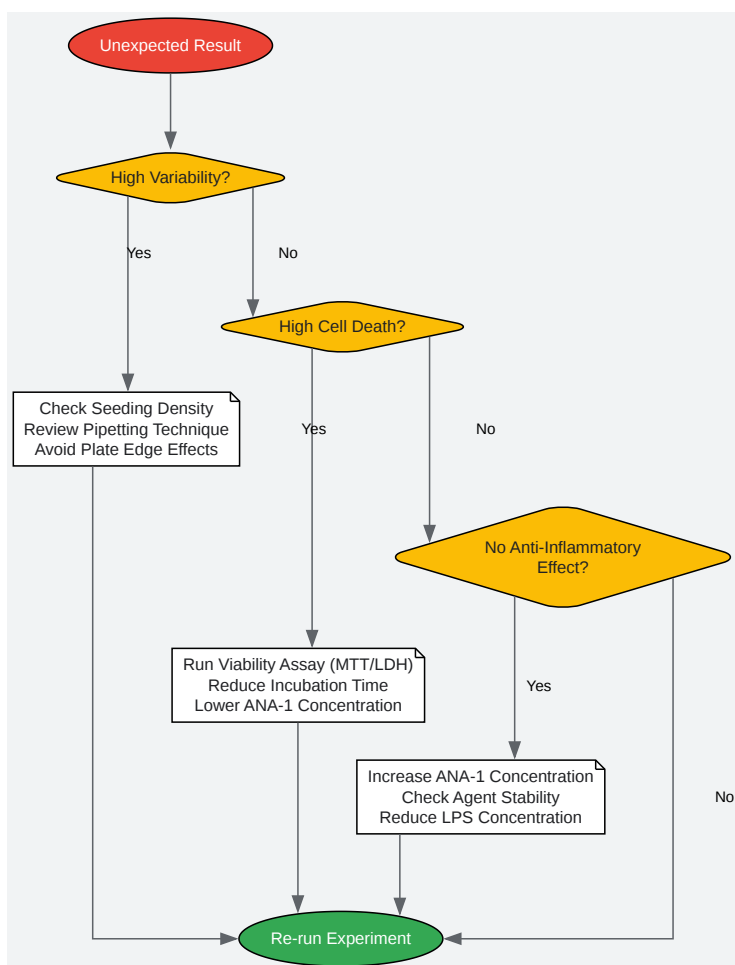 Unexpected Result
High Variability?
Yes
No
High Cell Death?
Check Seeding Density
Review Pipetting Technique
Avoid Plate Edge Effects
Yes
No
No Anti-Inflammatory
Effect?
Run Viability Assay (MTT/LDH)
Reduce Incubation Time
Lower ANA-1 Concentration
Yes
Increase ANA-1 Concentration
Check Agent Stability
Reduce LPS Concentration
No
Re-run Experiment